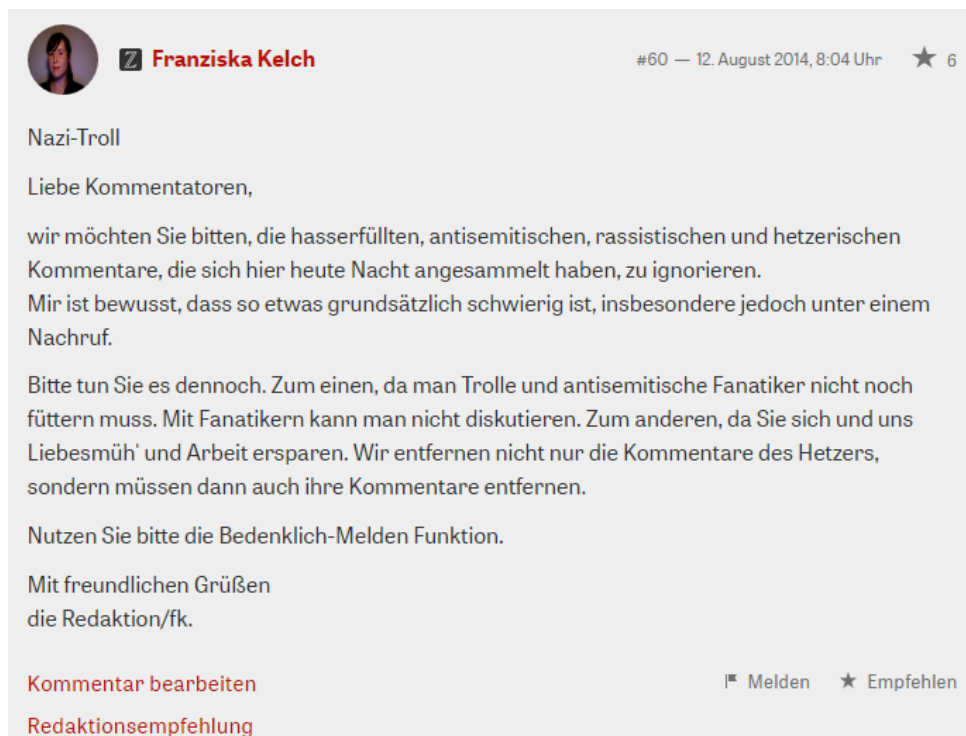 Z Franziska Kelch
#60 — 12. August 2014, 8:04 Uhr ★ 6
Nazi-Troll
Liebe Kommentatoren,
wir möchten Sie bitten, die hasserfüllten, antisemitischen, rassistischen und hetzerischen
Kommentare, die sich hier heute Nacht angesammelt haben, zu ignorieren.
Mir ist bewusst, dass so etwas grundsätzlich schwierig ist, insbesondere jedoch unter einem
Nachruf.
Bitte tun Sie es dennoch. Zum einen, da man Trolle und antisemitische Fanatiker nicht noch
füttern muss. Mit Fanatikern kann man nicht diskutieren. Zum anderen, da Sie sich und uns
Liebesmüh' und Arbeit ersparen. Wir entfernen nicht nur die Kommentare des Hetzers,
sondern müssen dann auch ihre Kommentare entfernen.
Nutzen Sie bitte die Bedenklich-Melden Funktion.
Mit freundlichen Grüßen
die Redaktion/fk.
Kommentar bearbeiten
Melden ★ Empfehlen
Redaktionsempfehlung